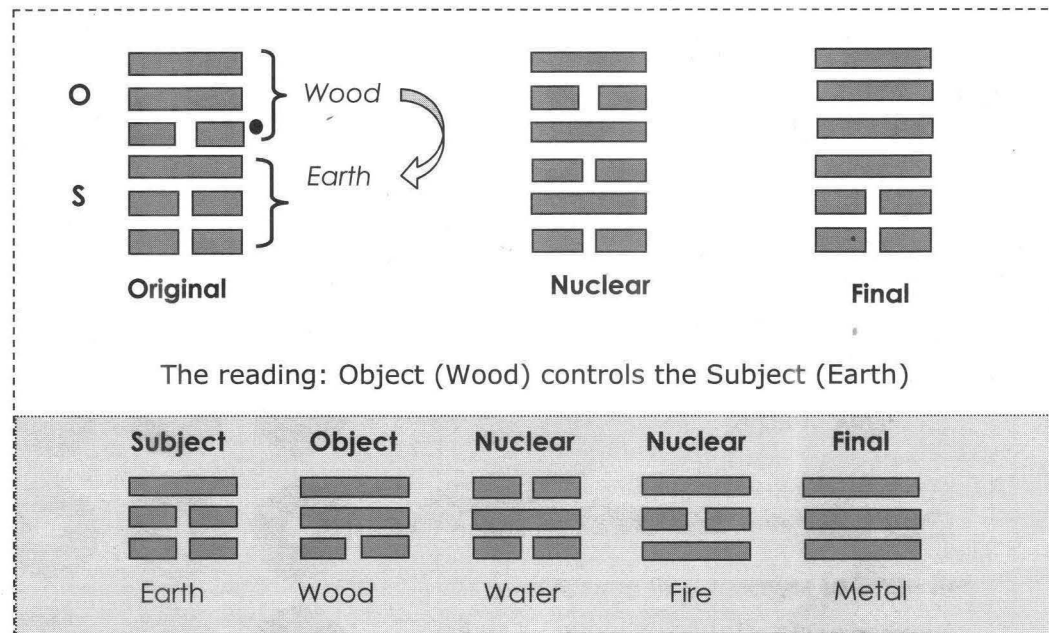 O
Wood
S
Earth
Original
Nuclear
Final
The reading: Object (Wood) controls the Subject (Earth)
Subject Object Nuclear Nuclear Final
Earth Wood Water Fire Metal